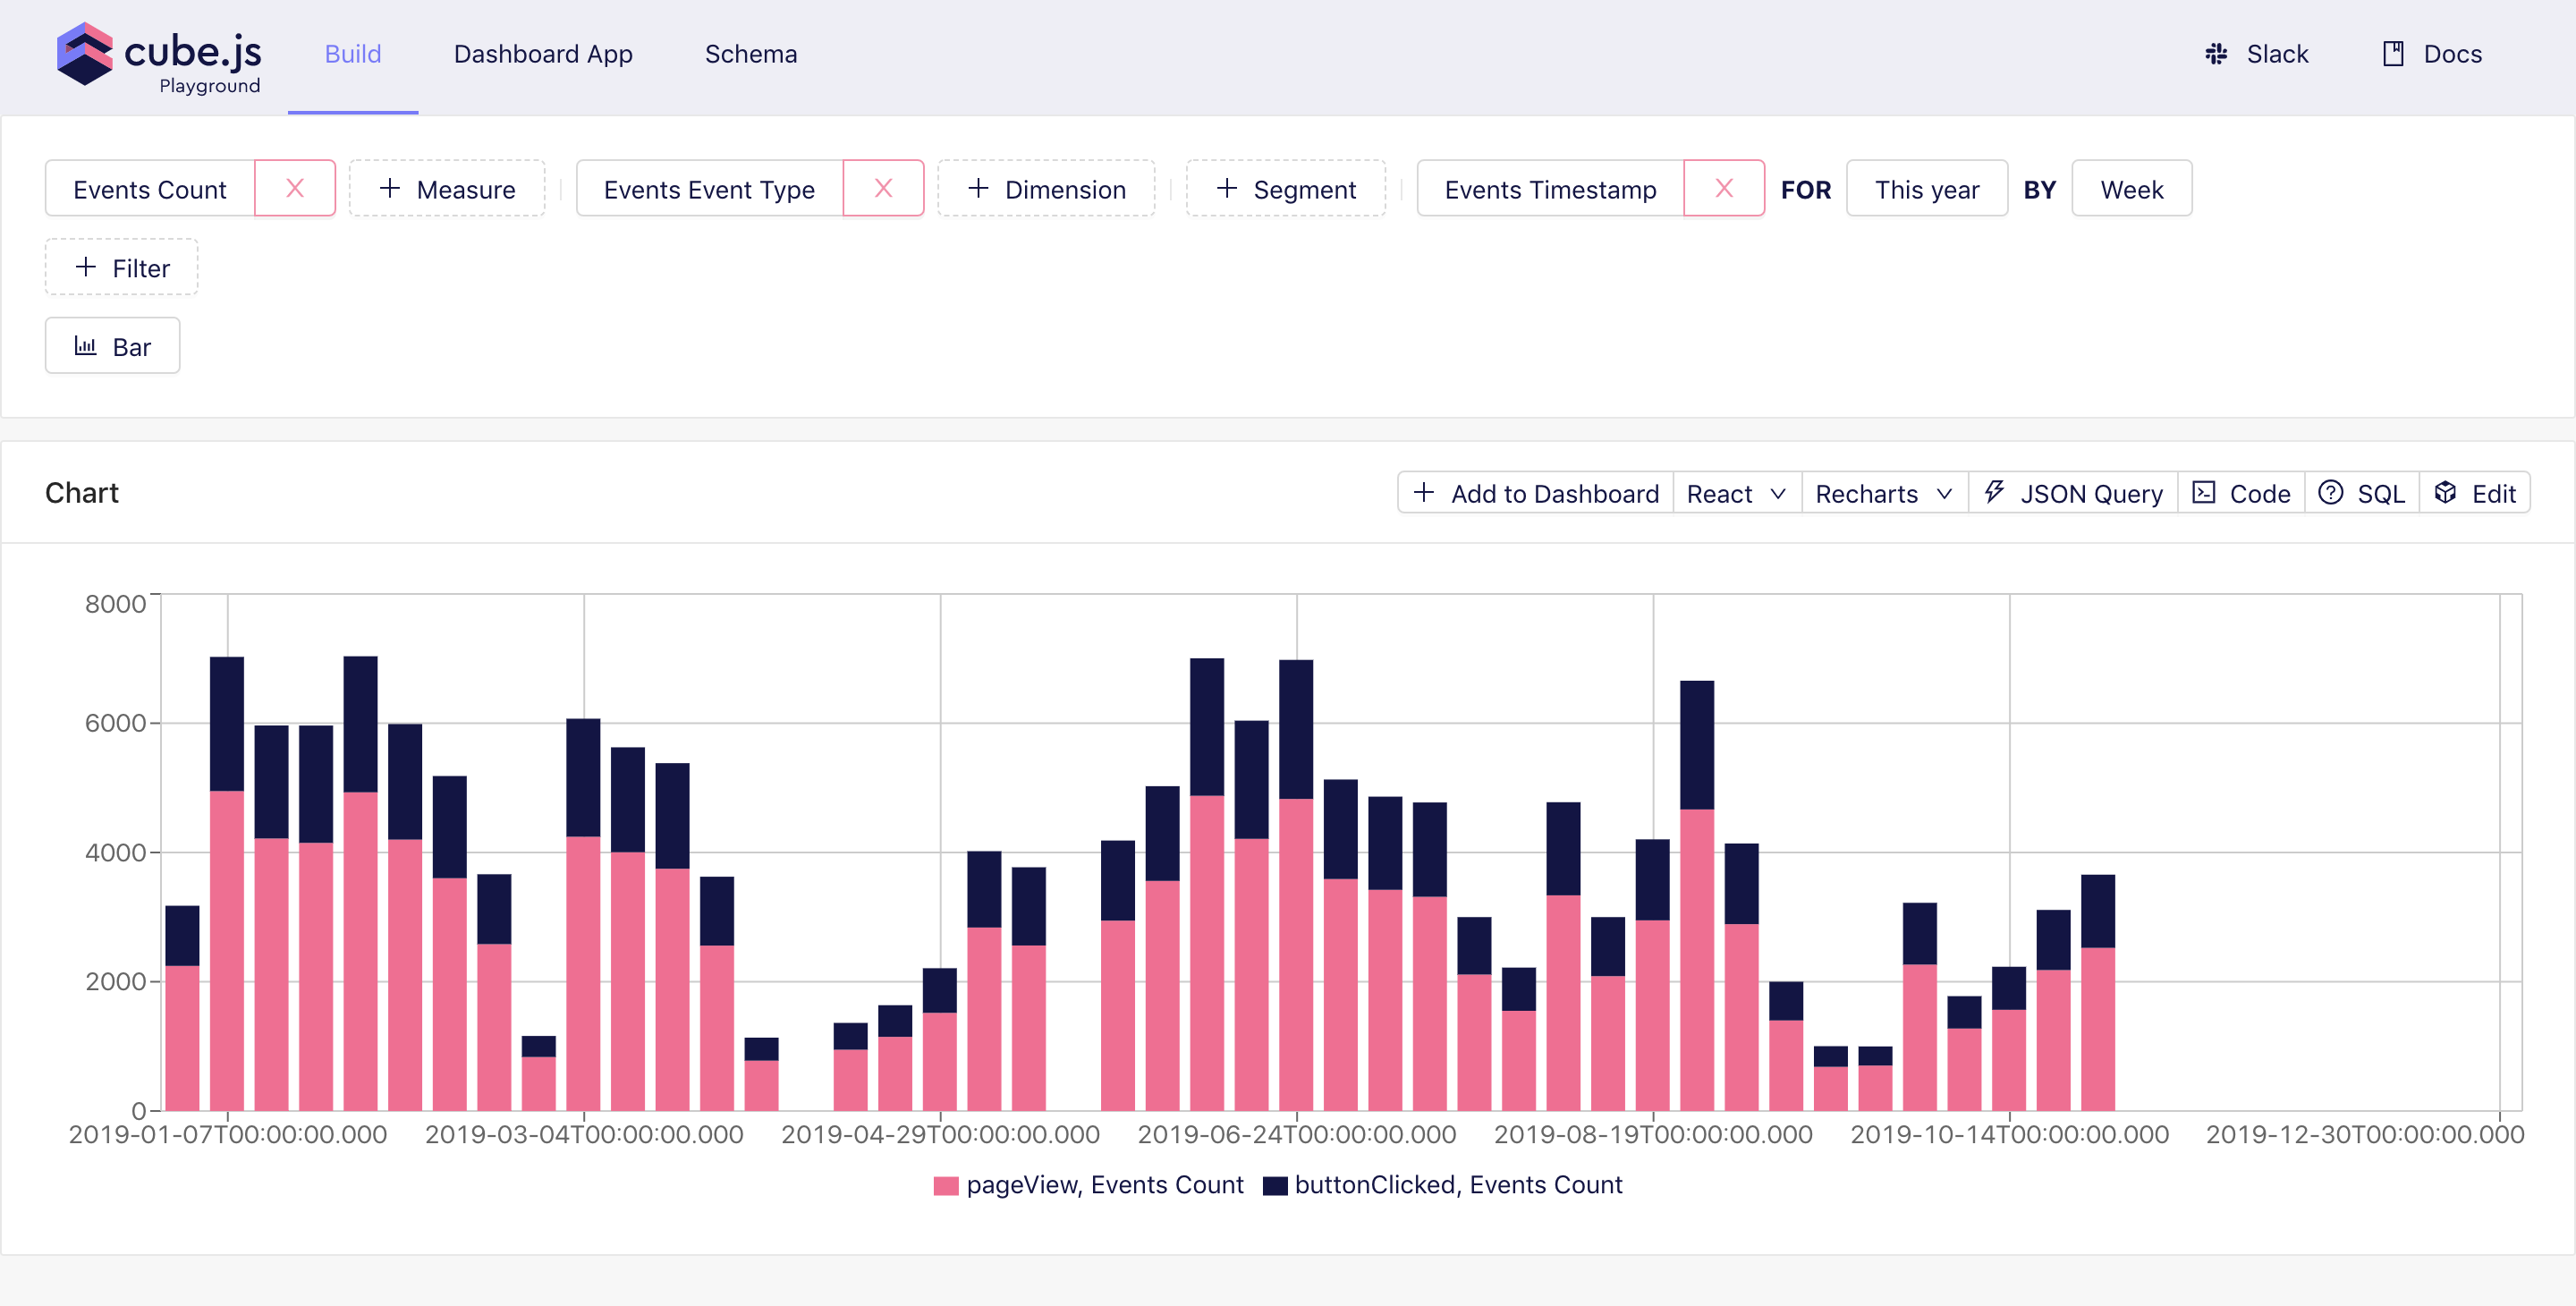 cube.js
Playground
Build Dashboard App Schema Slack Docs
Events Count X + Measure Events Event Type X + Dimension + Segment Events Timestamp X FOR This year BY Week
+ Filter
Bar
Chart + Add to Dashboard React Recharts JSON Query Code SQL Edit
8000
6000
4000
2000
0
2019-01-07T00:00:00.000 2019-03-04T00:00:00.000 2019-04-29T00:00:00.000 2019-06-24T00:00:00.000 2019-08-19T00:00:00.000 2019-10-14T00:00:00.000 2019-12-30T00:00:00.000
pageView, Events Count buttonClicked, Events Count